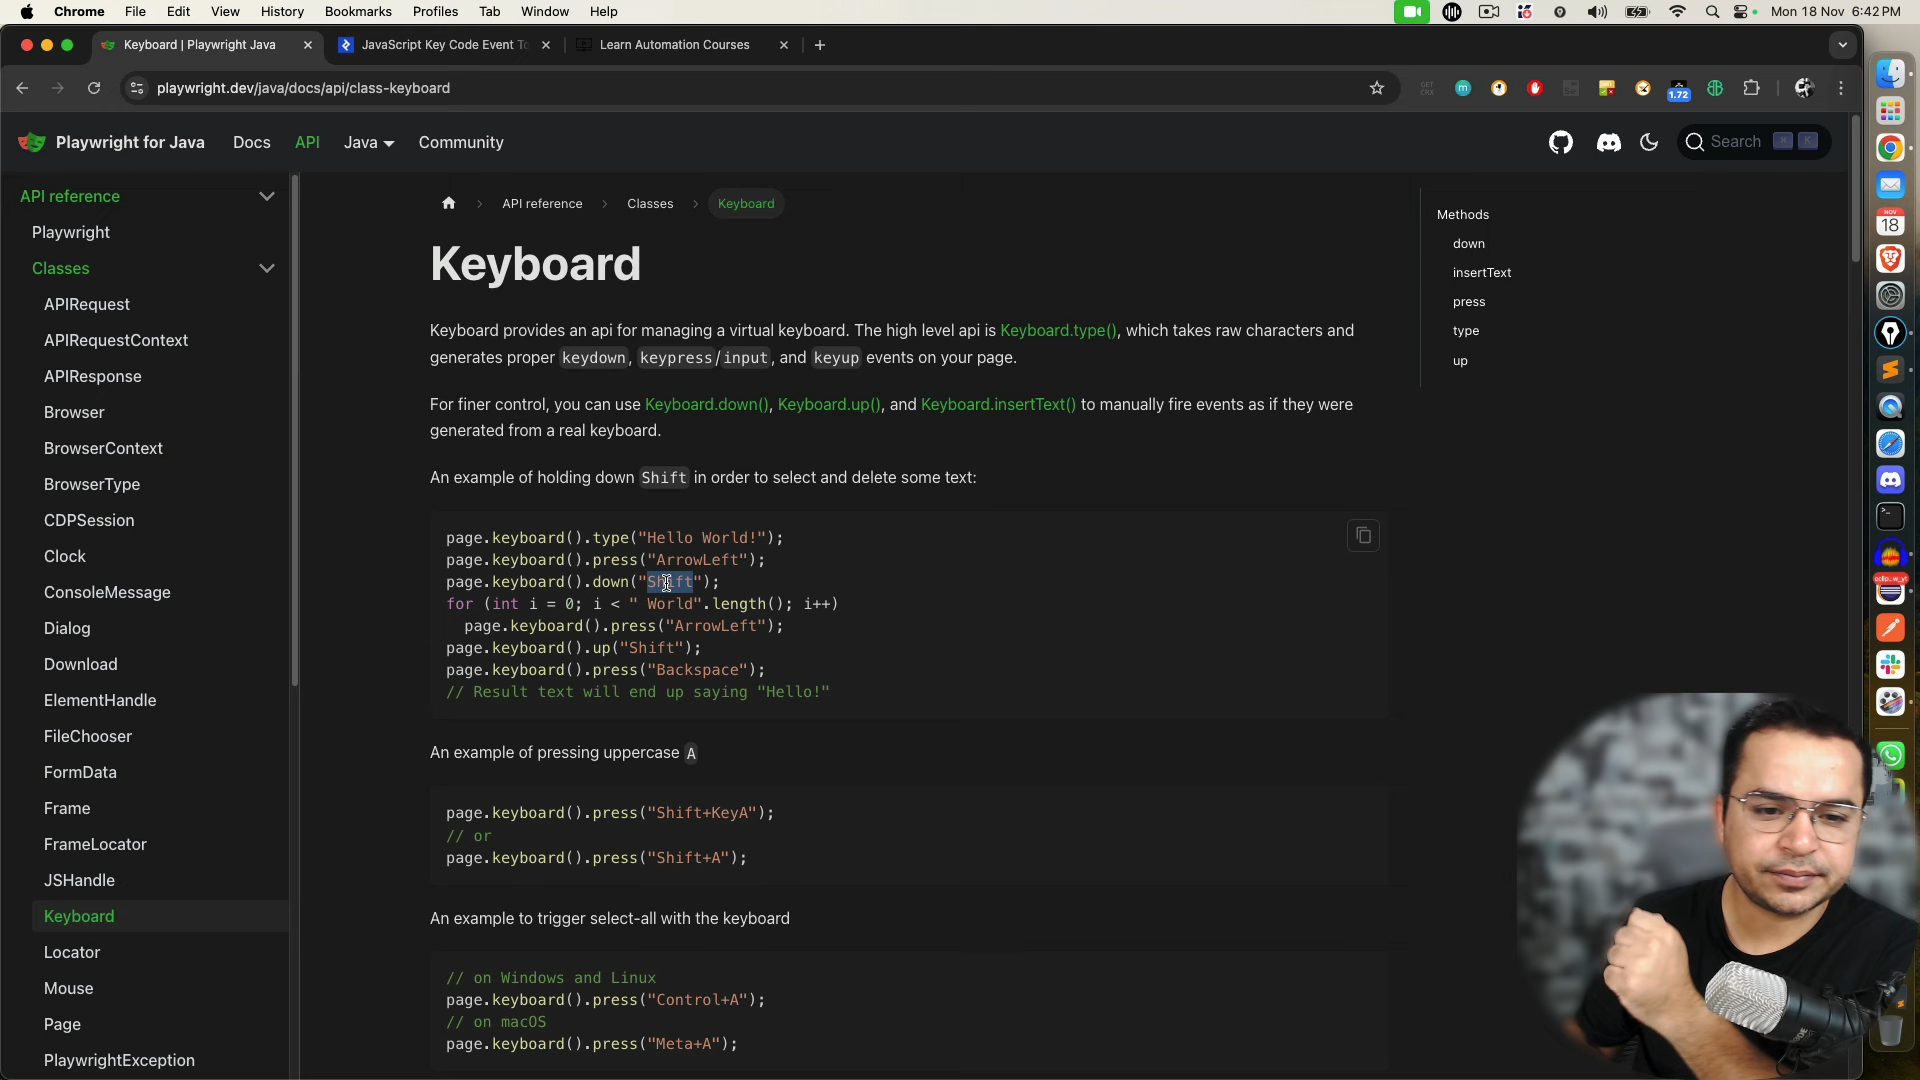 Chrome File Edit View History Bookmarks Profiles Tab Window Help
Mon 18 Nov 6:42 PM
Keyboard | Playwright Java
JavaScript Key Code Event To
Learn Automation Courses
playwright.dev/java/docs/api/class-keyboard
1.72
Playwright for Java Docs API Java Community
Search K
API reference
Playwright
Classes
APIRequest
APIRequestContext
APIResponse
Browser
BrowserContext
BrowserType
CDPSession
Clock
ConsoleMessage
Dialog
Download
ElementHandle
FileChooser
FormData
Frame
FrameLocator
JSHandle
Keyboard
Locator
Mouse
Page
PlaywrightException
API reference > Classes > Keyboard
Keyboard
Keyboard provides an api for managing a virtual keyboard. The high level api is Keyboard.type(), which takes raw characters and
generates proper keydown, keypress/input, and keyup events on your page.
For finer control, you can use Keyboard.down(), Keyboard.up(), and Keyboard.insertText() to manually fire events as if they were
generated from a real keyboard.
An example of holding down Shift in order to select and delete some text:
page.keyboard().type("Hello World!");
page.keyboard().press("ArrowLeft");
page.keyboard().down("Shift");
for (int i = 0; i < " World".length(); i++)
page.keyboard().press("ArrowLeft");
page.keyboard().up("Shift");
page.keyboard().press("Backspace");
// Result text will end up saying "Hello!"
An example of pressing uppercase A
page.keyboard().press("Shift+KeyA");
// or
page.keyboard().press("Shift+A");
An example to trigger select-all with the keyboard
// on Windows and Linux
page.keyboard().press("Control+A");
// on macOS
page.keyboard().press("Meta+A");
Methods
down
insertText
press
type
up
NOV
18